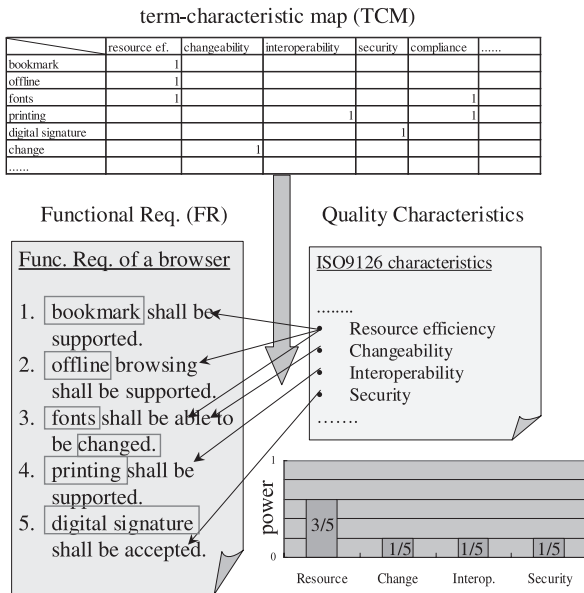 term-characteristic map (TCM)
resource ef. changeability interoperability security compliance ......
bookmark 1
offline 1
fonts 1 1
printing 1 1
digital signature 1
change 1
......
Functional Req. (FR)
Quality Characteristics
Func. Req. of a browser
1. bookmark shall be
supported.
2. offline browsing
shall be supported.
3. fonts shall be able to
be changed.
4. printing shall be
supported.
5. digital signature
shall be accepted.
ISO9126 characteristics
........
• Resource efficiency
• Changeability
• Interoperability
• Security
.......
1
power
0
3/5 1/5 1/5 1/5
Resource Change Interop. Security